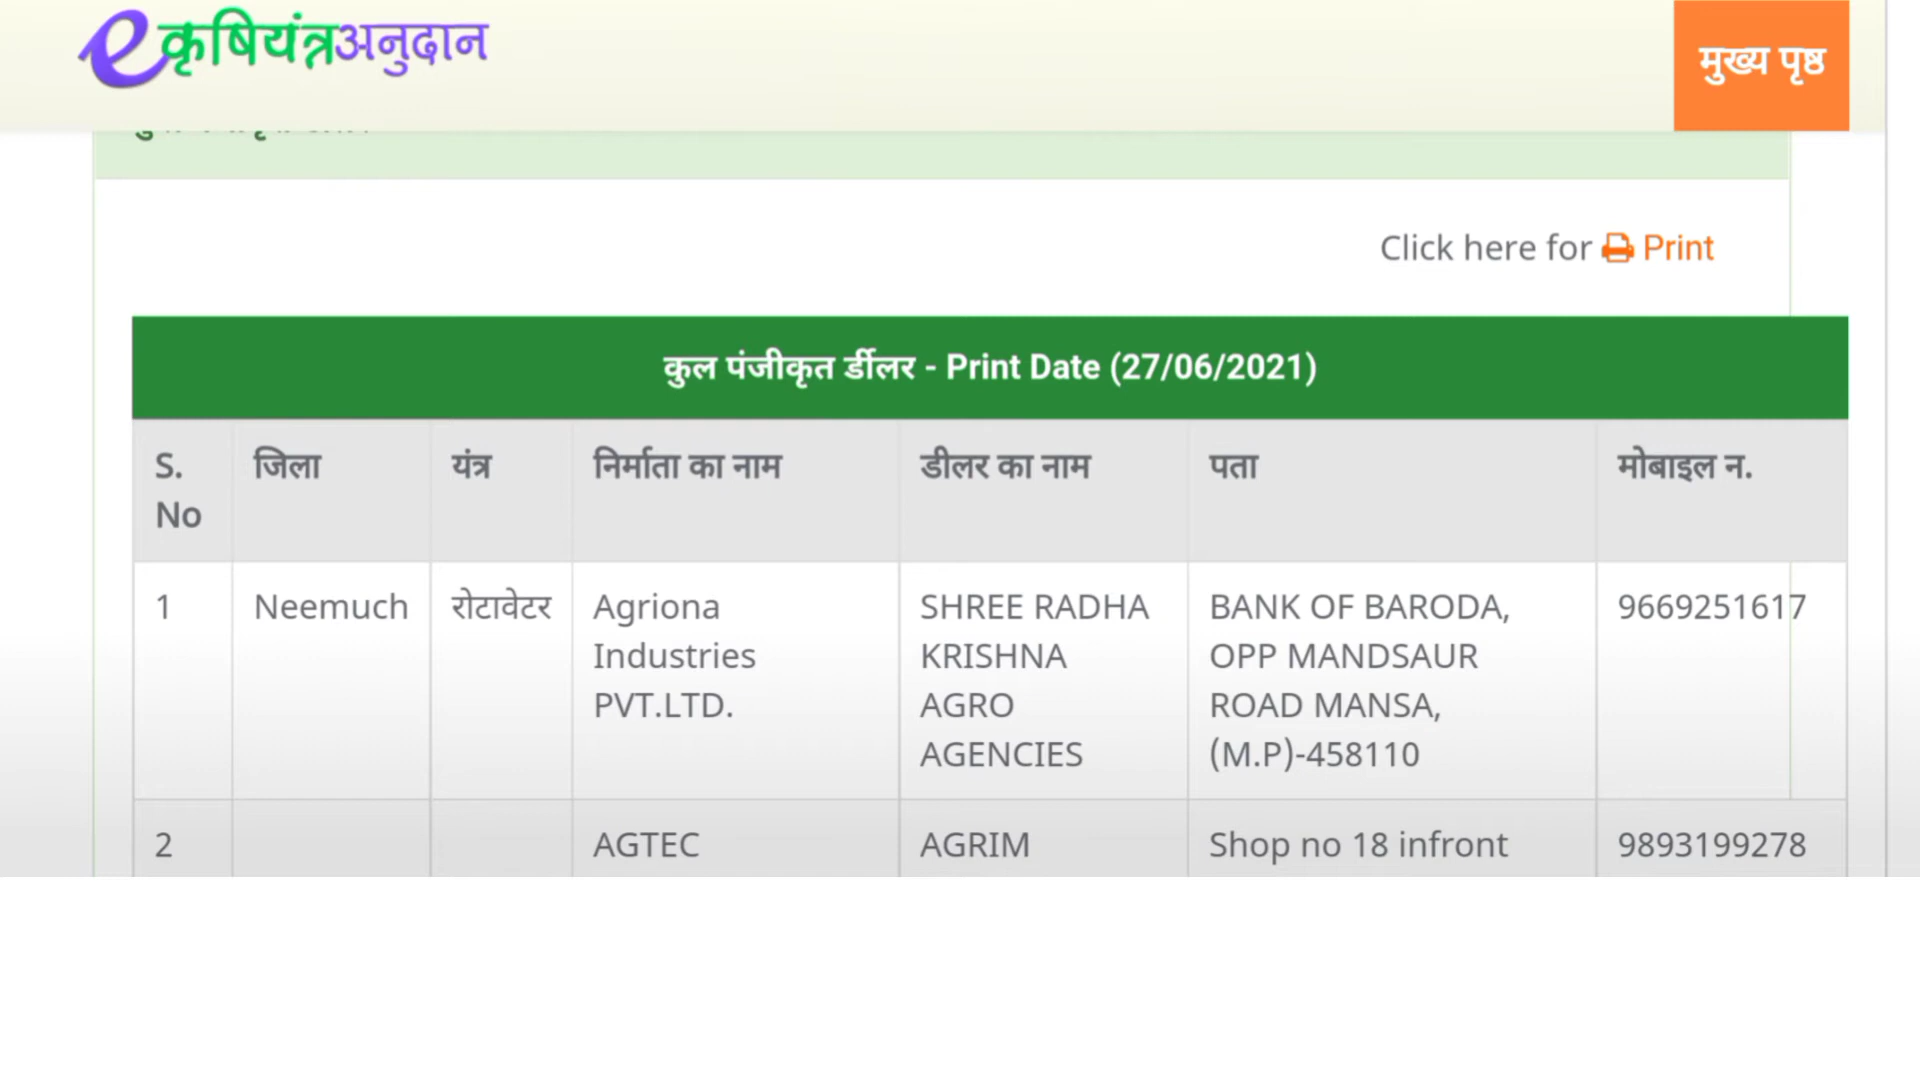 eकृषियंत्रअनुदान
मुख्य पृष्ठ
Click here for Print
कुल पंजीकृत र्डीलर - Print Date (27/06/2021)
S. No जिला यंत्र निर्माता का नाम डीलर का नाम पता मोबाइल न.
1 Neemuch रोटावेटर Agriona SHREE RADHA BANK OF BARODA, 9669251617
Industries KRISHNA OPP MANDSAUR
PVT.LTD. AGRO ROAD MANSA,
AGENCIES (M.P)-458110
2 AGTEC AGRIM Shop no 18 infront 9893199278